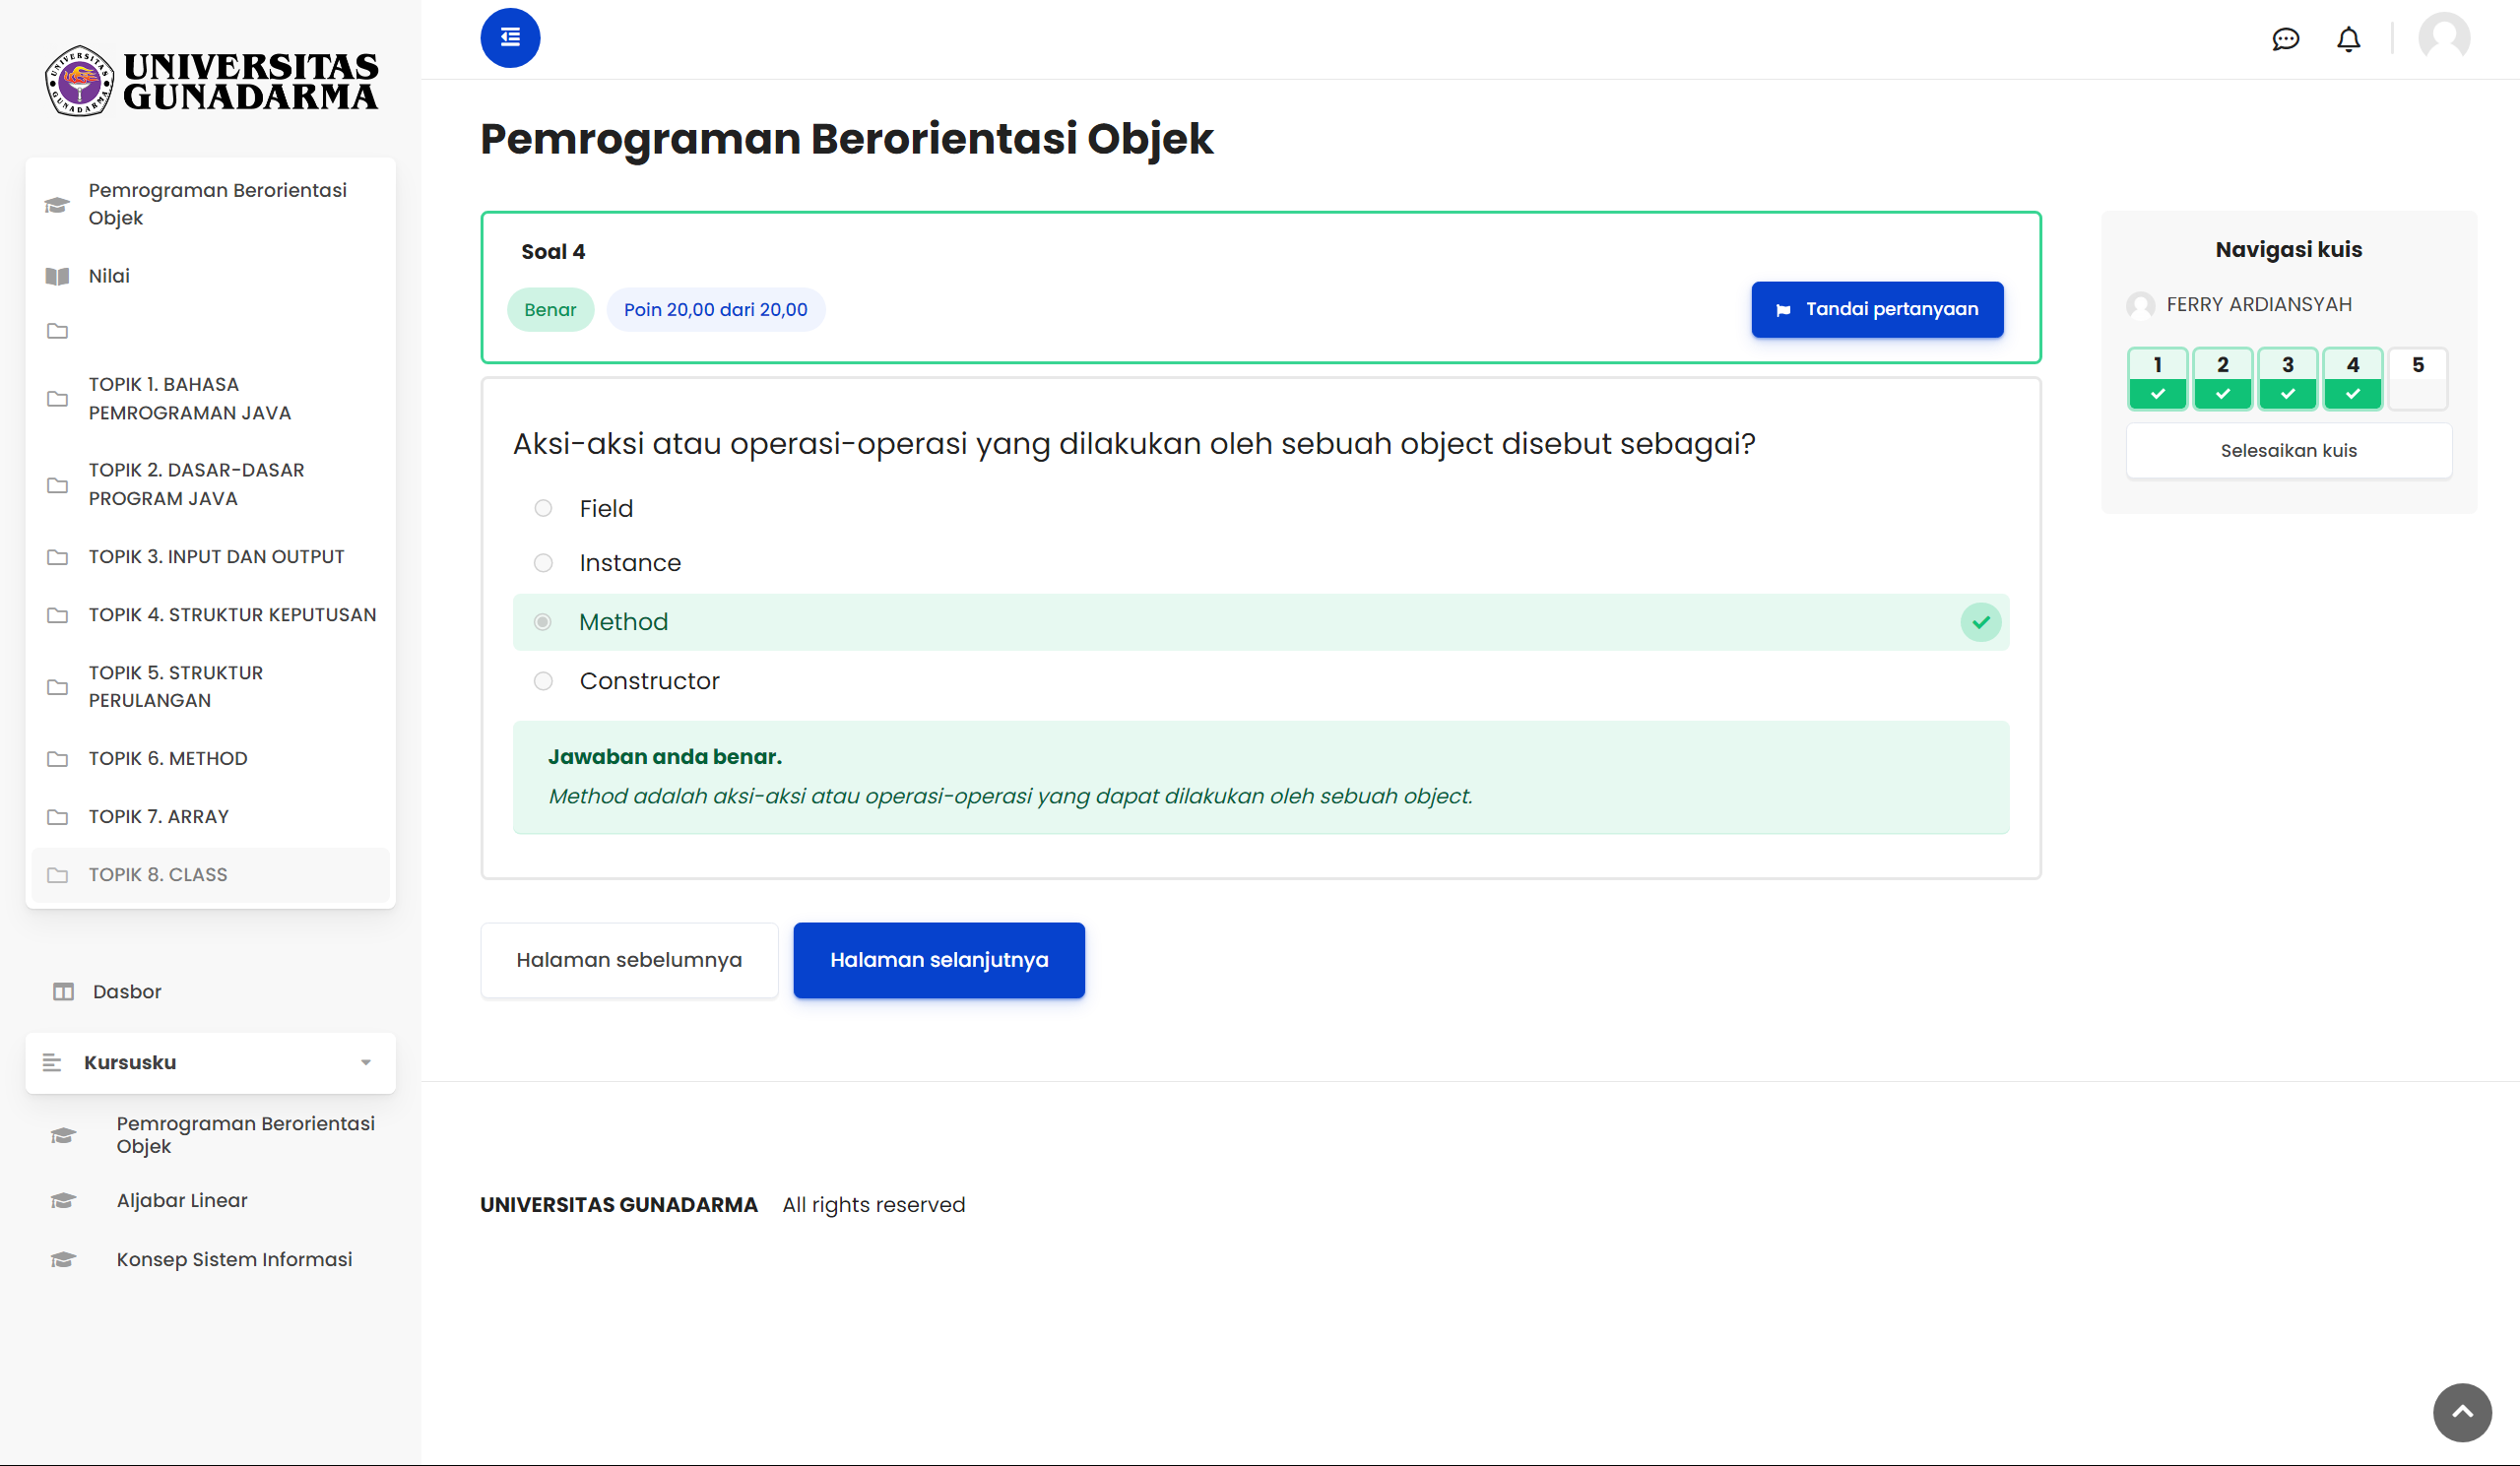 UNIVERSITAS
GUNADARMA
Pemrograman Berorientasi
Objek
Nilai
TOPIK 1. BAHASA
PEMROGRAMAN JAVA
TOPIK 2. DASAR-DASAR
PROGRAM JAVA
TOPIK 3. INPUT DAN OUTPUT
TOPIK 4. STRUKTUR KEPUTUSAN
TOPIK 5. STRUKTUR
PERULANGAN
TOPIK 6. METHOD
TOPIK 7. ARRAY
TOPIK 8. CLASS
Dasbor
Kursusku
Pemrograman Berorientasi
Objek
Aljabar Linear
Konsep Sistem Informasi
Pemrograman Berorientasi Objek
Soal 4
Benar
Poin 20,00 dari 20,00
Tandai pertanyaan
Aksi-aksi atau operasi-operasi yang dilakukan oleh sebuah object disebut sebagai?
Field
Instance
Method
Constructor
Jawaban anda benar.
Method adalah aksi-aksi atau operasi-operasi yang dapat dilakukan oleh sebuah object.
Halaman sebelumnya
Halaman selanjutnya
Navigasi kuis
FERRY ARDIANSYAH
1 2 3 4 5
Selesaikan kuis
UNIVERSITAS GUNADARMA All rights reserved